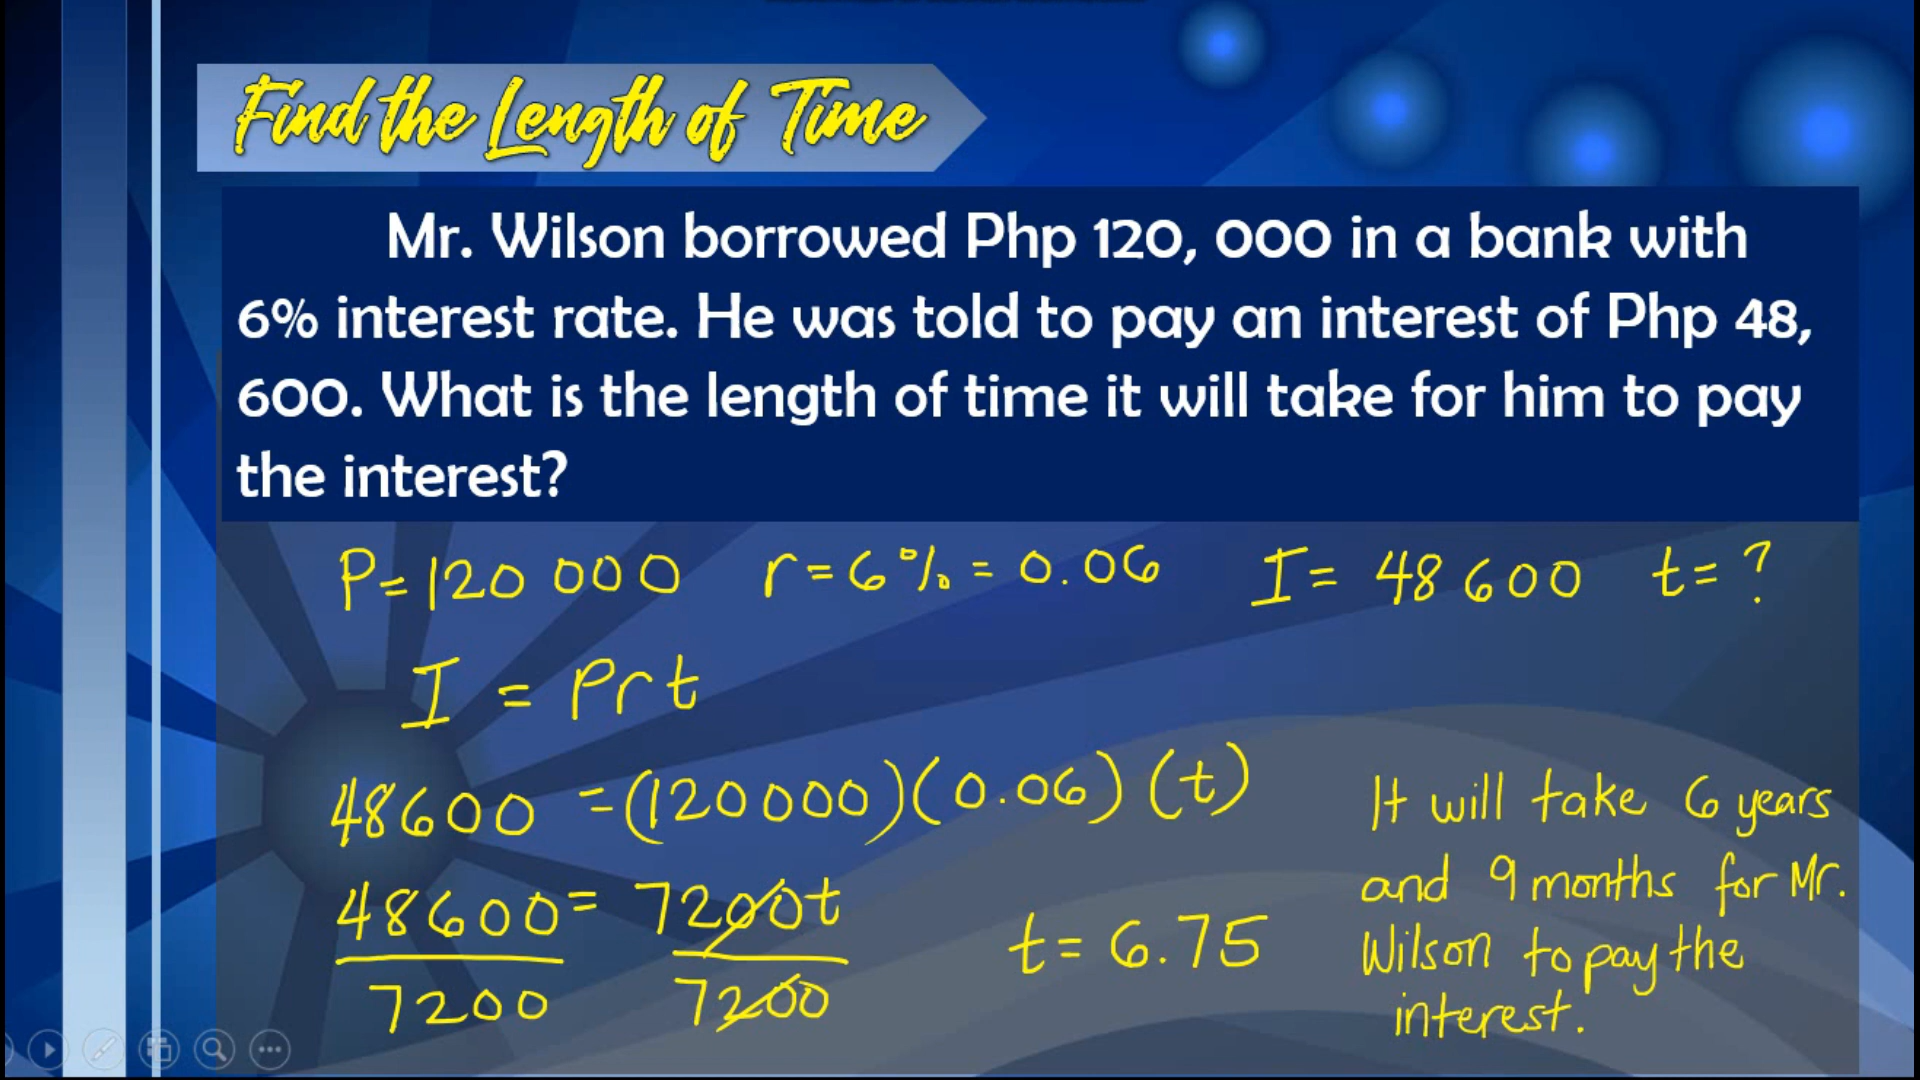 Find the Length of Time
Mr. Wilson borrowed Php 120, 000 in a bank with
6% interest rate. He was told to pay an interest of Php 48,
600. What is the length of time it will take for him to pay
the interest?
P=120 000 r=6%=0.06 I= 48 600 t=?
I = Prt
48600 =(120000)(0.06)(t)
48600 = 7200t
7200 7200
t= 6.75
It will take 6 years
and 9 months for Mr.
Wilson to pay the
interest.